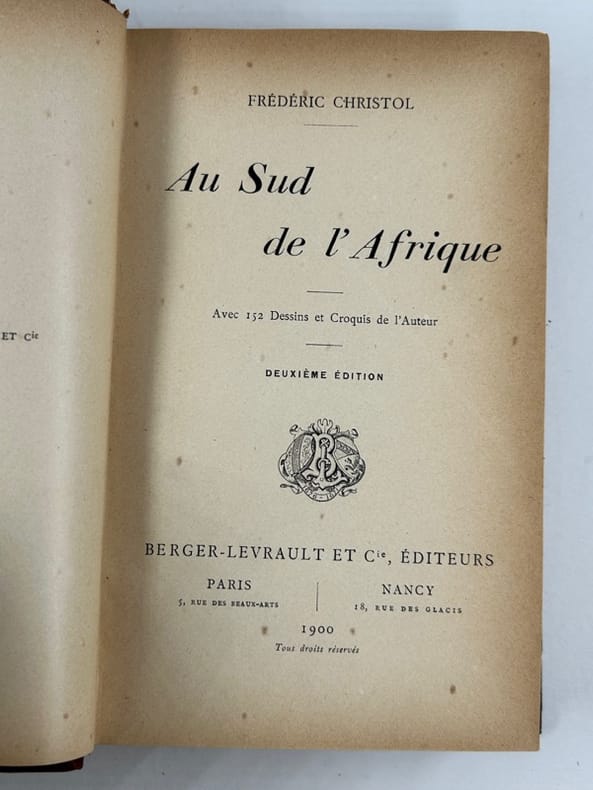 ET Cie
FRÉDÉRIC CHRISTOL
Au Sud
de l'Afrique
Avec 152 Dessins et Croquis de l'Auteur
DEUXIÈME ÉDITION
BERGER-LEVRAULT ET Cie, ÉDITEURS
PARIS
5, RUE DES BEAUX-ARTS
NANCY
18, RUE DES GLACIS
1900
Tous droits réservés